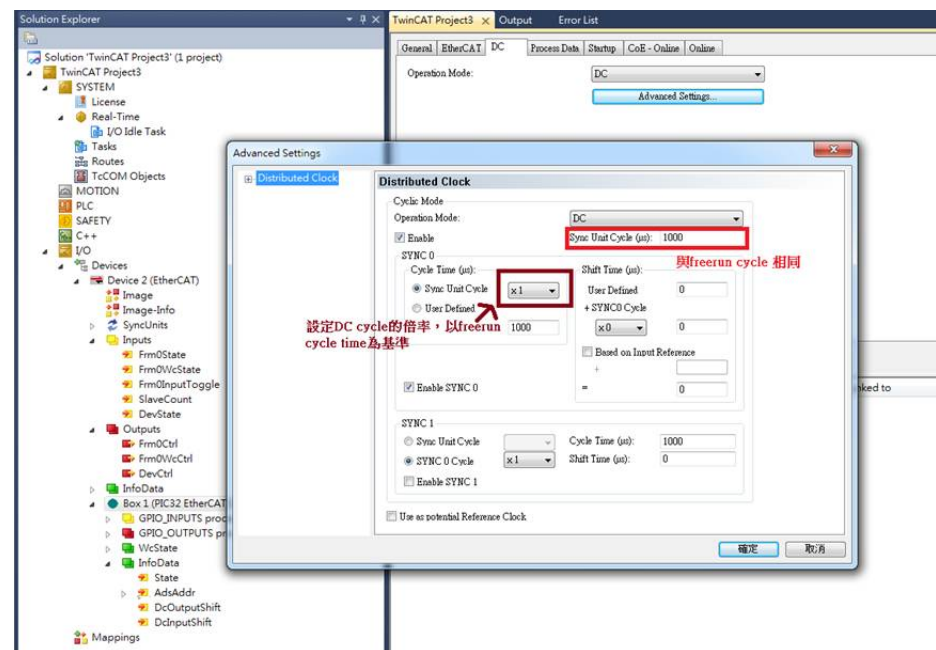 Solution Explorer
TwinCAT Project3
Output
Error List
Solution 'TwinCAT Project3' (1 project)
TwinCAT Project3
SYSTEM
License
Real-Time
I/O Idle Task
Tasks
Routes
TcCOM Objects
MOTION
PLC
SAFETY
C++
I/O
Devices
Device 2 (EtherCAT)
Image
Image-Info
SyncUnits
Inputs
Frm0State
Frm0WcState
Frm0InputToggle
SlaveCount
DevState
Outputs
Frm0Ctrl
Frm0WcCtrl
DevCtrl
InfoData
Box 1 (PIC32 EtherCAT
GPIO_INPUTS proc
GPIO_OUTPUTS pr
WcState
InfoData
State
AdsAddr
DcOutputShift
DcInputShift
Mappings
General EtherCAT DC Process Data Startup CoE - Online Online
Operation Mode: DC
Advanced Settings...
ked to
Advanced Settings
Distributed Clock
Distributed Clock
Cyclic Mode
Operation Mode: DC
Enable Sync Unit Cycle (µs): 1000
與freerun cycle 相同
SYNC 0
Cycle Time (µs): Shift Time (µs):
Sync Unit Cycle x 1 User Defined 0
User Defined + SYNC0 Cycle
設定DC cycle的倍率，以freerun 1000 x 0 0
cycle time為基準
Based on Input Reference
+
Enable SYNC 0 = 0
SYNC 1
Sync Unit Cycle Cycle Time (µs): 1000
SYNC 0 Cycle x 1 Shift Time (µs): 0
Enable SYNC 1
Use as potential Reference Clock
確定 取消